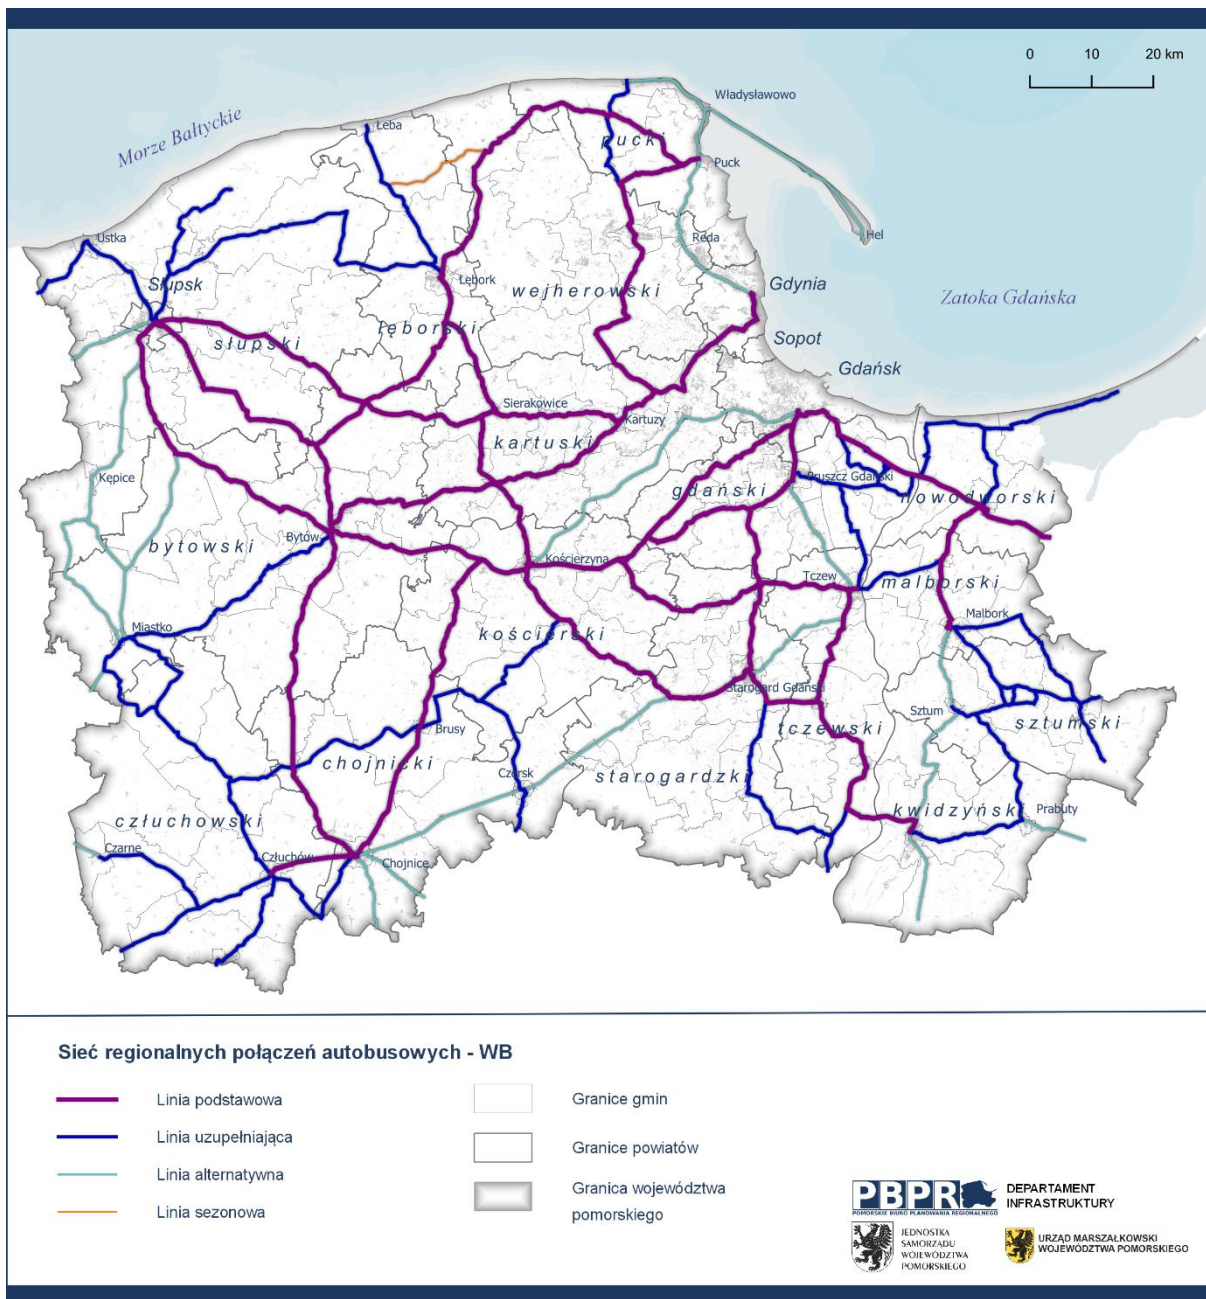 0 10 20 km
Morze Bałtyckie
Łeba
Władysławowo
pucki
Puck
Ustka
Reda
Hel
Słupsk
Lębork
wejherowski
Gdynia
Zatoka Gdańska
słupski
lęborski
Sopot
Gdańsk
Sierakowice
Kartuzy
kartuski
Kępice
gdański
Pruszcz Gdański
nowodworski
bytowski
Bytów
Kościerzyna
Tczew
malborski
Miastko
kościerski
Malbork
Starogard Gdański
Sztum
sztumski
tczewski
Brusy
chojnicki
Czersk
starogardzki
człuchowski
kwidzyński
Prabuty
Czarne
Człuchów
Chojnice
Sieć regionalnych połączeń autobusowych - WB
Linia podstawowa
Linia uzupełniająca
Linia alternatywna
Linia sezonowa
Granice gmin
Granice powiatów
Granica województwa
pomorskiego
PBPR
POMORSKIE BIURO PLANOWANIA REGIONALNEGO
DEPARTAMENT
INFRASTRUKTURY
JEDNOSTKA
SAMORZĄDU
WOJEWÓDZTWA
POMORSKIEGO
URZĄD MARSZAŁKOWSKI
WOJEWÓDZTWA POMORSKIEGO